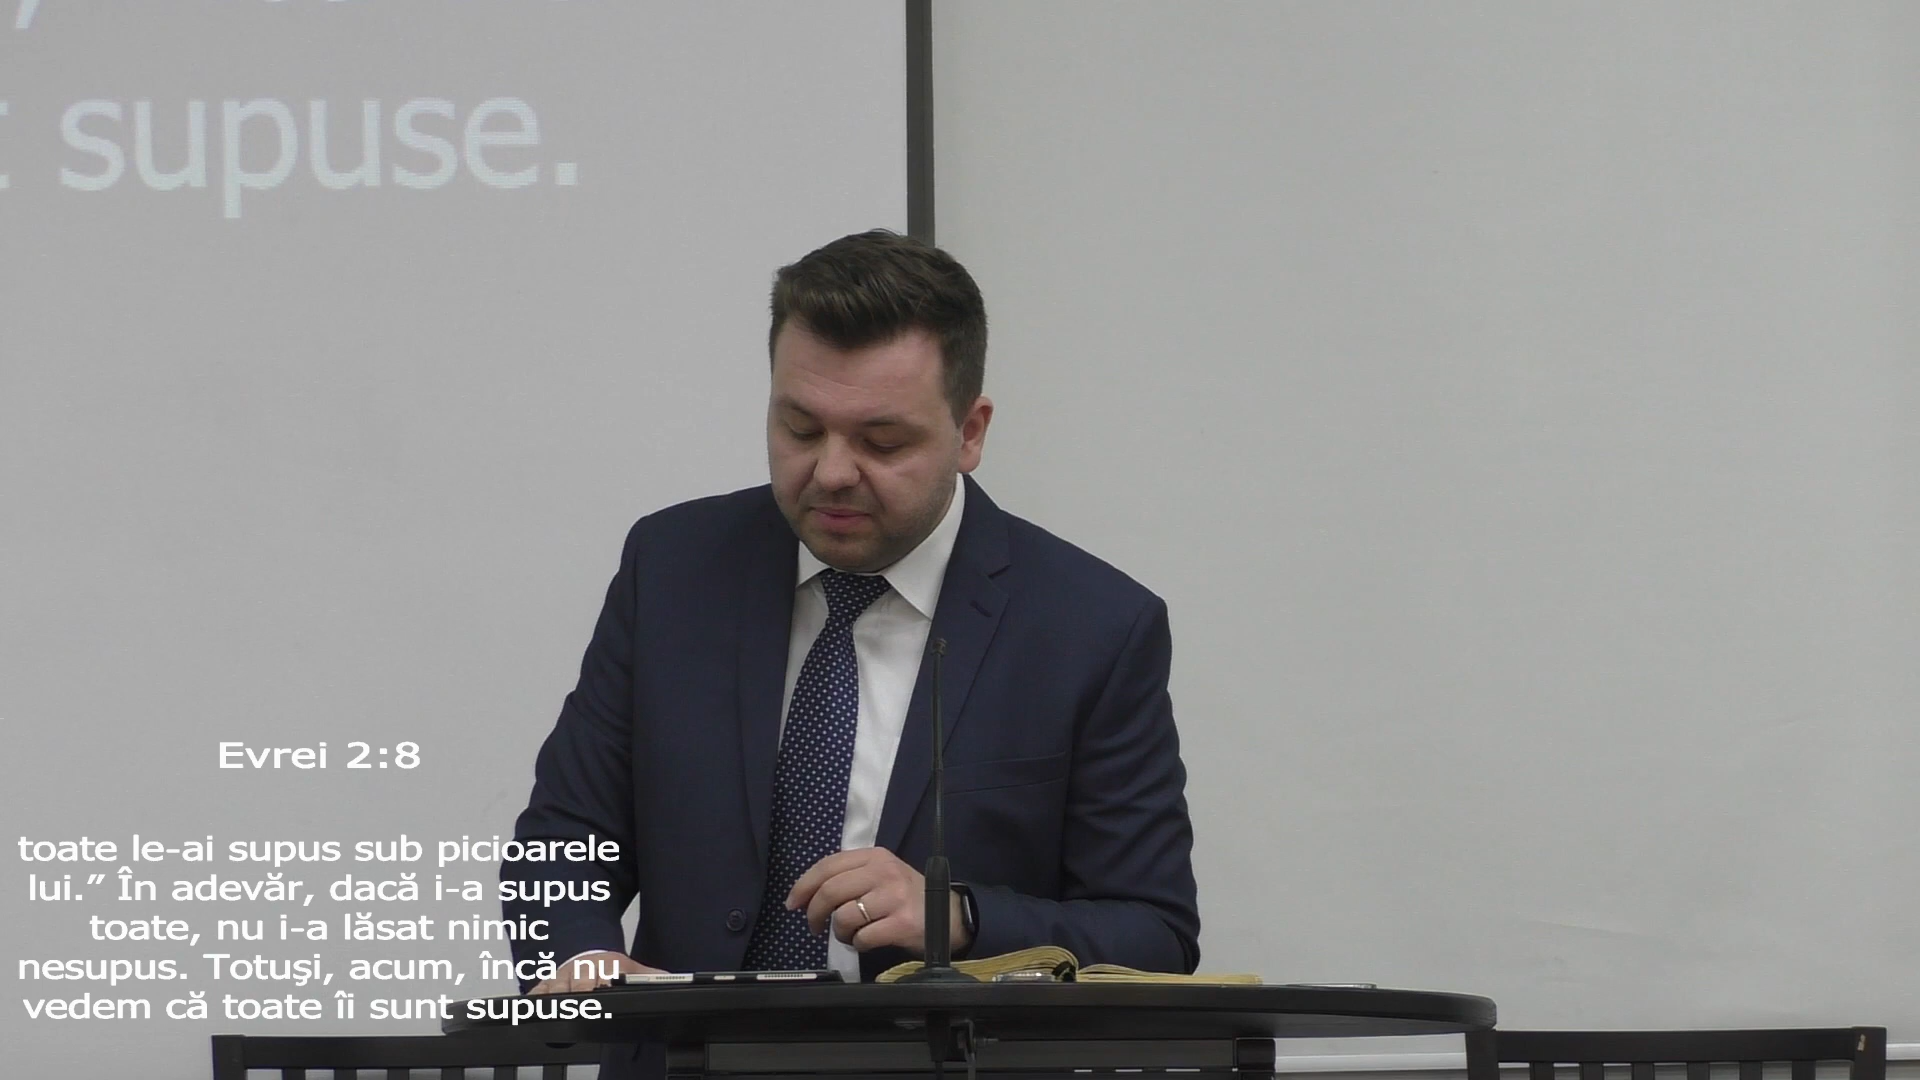 supuse.
Evrei 2:8
toate le-ai supus sub picioarele
lui.” În adevăr, dacă i-a supus
toate, nu i-a lăsat nimic
nesupus. Totuşi, acum, încă nu
vedem că toate îi sunt supuse.